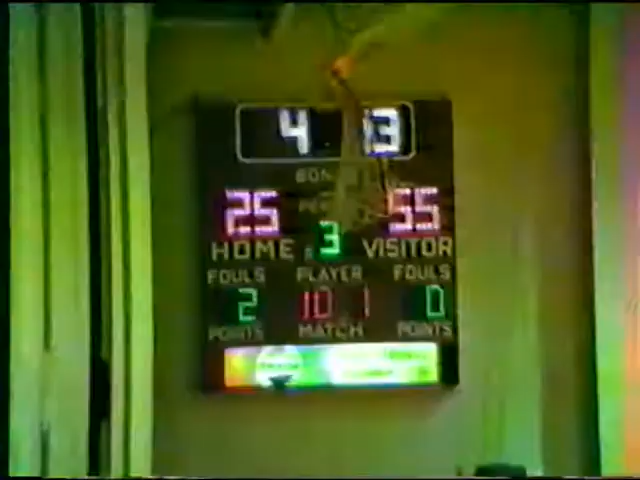 4 13
25 55
3
HOME VISITOR
FOULS PLAYER FOULS
2 10 1 0
POINTS MATCH POINTS